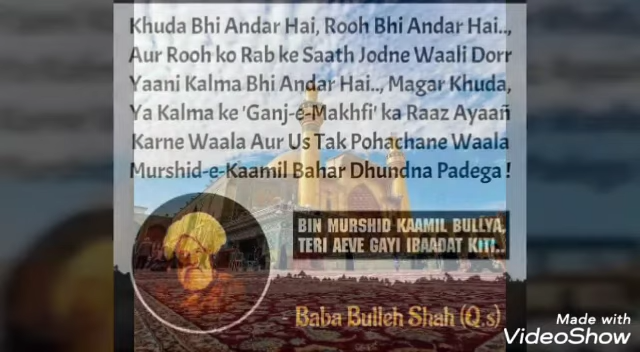 Khuda Bhi Andar Hai, Rooh Bhi Andar Hai..,
Aur Rooh ko Rab ke Saath Jodne Waali Dorr
Yaani Kalma Bhi Andar Hai.., Magar Khuda,
Ya Kalma ke 'Ganj-e-Makhfi' ka Raaz Ayaañ
Karne Waala Aur Us Tak Pohachane Waala
Murshid-e-Kaamil Bahar Dhundna Padega !
BIN MURSHID KAAMIL BULLYA,
TERI AEVE GAYI IBAADAT KITI..
- Baba Bulleh Shah (Q.s)
Made with
VideoShow